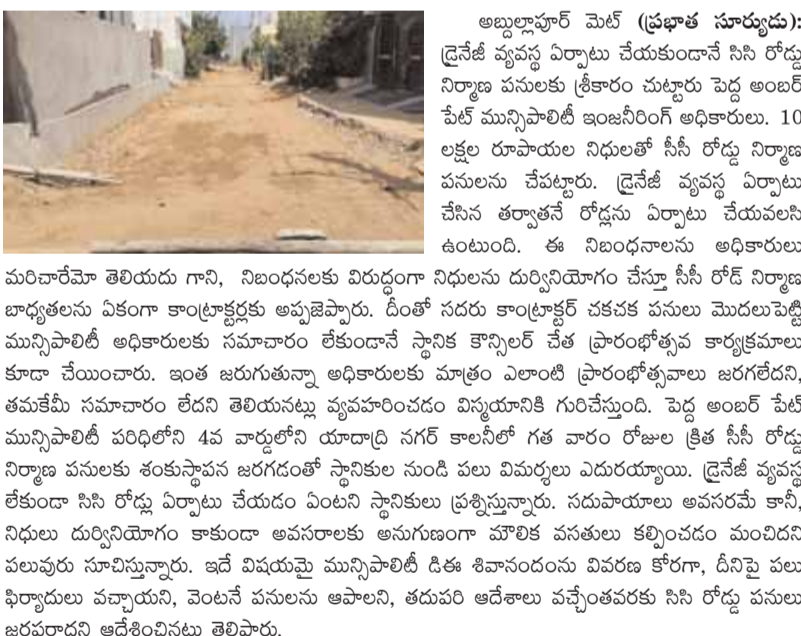 అబ్దుల్లాపూర్ మెట్ (ప్రభాత సూర్యుడు):
డ్రైనేజీ వ్యవస్థ ఏర్పాటు చేయకుండానే సిసి రోడ్డు
నిర్మాణ పనులకు శ్రీకారం చుట్టారు పెద్ద అంబర్
పేట్ మున్సిపాలిటీ ఇంజనీరింగ్ అధికారులు. 10
లక్షల రూపాయల నిధులతో సీసీ రోడ్డు నిర్మాణ
పనులను చేపట్టారు. డ్రైనేజీ వ్యవస్థ ఏర్పాటు
చేసిన తర్వాతనే రోడ్లను ఏర్పాటు చేయవలసి
ఉంటుంది. ఈ నిబంధనాలను అధికారులు
మరిచారేమో తెలియదు గాని, నిబంధనలకు విరుద్ధంగా నిధులను దుర్వినియోగం చేస్తూ సీసీ రోడ్ నిర్మాణ
బాధ్యతలను ఏకంగా కాంట్రాక్టర్లకు అప్పజెప్పారు. దీంతో సదరు కాంట్రాక్టర్ చకచక పనులు మొదలుపెట్టి
మున్సిపాలిటీ అధికారులకు సమాచారం లేకుండానే స్థానిక కౌన్సిలర్ చేత ప్రారంభోత్సవ కార్యక్రమాలు
కూడా చేయించారు. ఇంత జరుగుతున్నా అధికారులకు మాత్రం ఎలాంటి ప్రారంభోత్సవాలు జరగలేదని,
తమకేమీ సమాచారం లేదని తెలియనట్లు వ్యవహరించడం విస్మయానికి గురిచేస్తుంది. పెద్ద అంబర్ పేట్
మున్సిపాలిటీ పరిధిలోని 4వ వార్డులోని యాదాద్రి నగర్ కాలనీలో గత వారం రోజుల క్రిత సీసీ రోడ్డు
నిర్మాణ పనులకు శంకుస్థాపన జరగడంతో స్థానికుల నుండి పలు విమర్శలు ఎదురయ్యాయి. డ్రైనేజీ వ్యవస్థ
లేకుండా సిసి రోడ్లు ఏర్పాటు చేయడం ఏంటని స్థానికులు ప్రశ్నిస్తున్నారు. సదుపాయాలు అవసరమే కానీ,
నిధులు దుర్వినియోగం కాకుండా అవసరాలకు అనుగుణంగా మౌలిక వసతులు కల్పించడం మంచిదని
పలువురు సూచిస్తున్నారు. ఇదే విషయమై మున్సిపాలిటీ డిఈ శివానందంను వివరణ కోరగా, దీనిపై పలు
ఫిర్యాదులు వచ్చాయని, వెంటనే పనులను ఆపాలని, తదుపరి ఆదేశాలు వచ్చేంతవరకు సిసి రోడ్డు పనులు
జరపరాదని ఆదేశించినట్లు తెలిపారు.